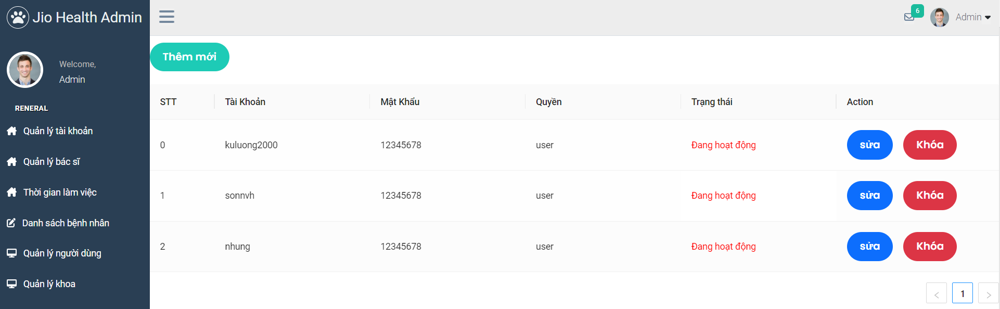 Jio Health Admin
6
Admin
Welcome,
Admin
RENERAL
Quản lý tài khoản
Quản lý bác sĩ
Thời gian làm việc
Danh sách bệnh nhân
Quản lý người dùng
Quản lý khoa
Thêm mới
STT Tài Khoản Mật Khẩu Quyền Trạng thái Action
0 kuluong2000 12345678 user Đang hoạt động sửa Khóa
1 sonnvh 12345678 user Đang hoạt động sửa Khóa
2 nhung 12345678 user Đang hoạt động sửa Khóa
< 1 >